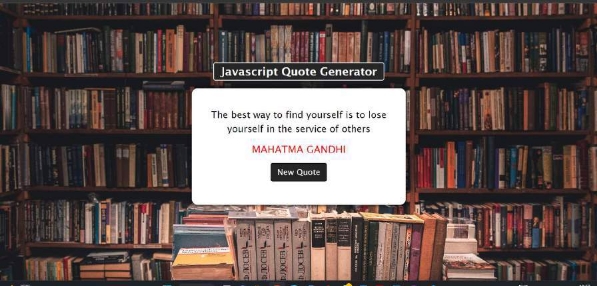 Javascript Quote Generator
The best way to find yourself is to lose
yourself in the service of others
MAHATMA GANDHI
New Quote